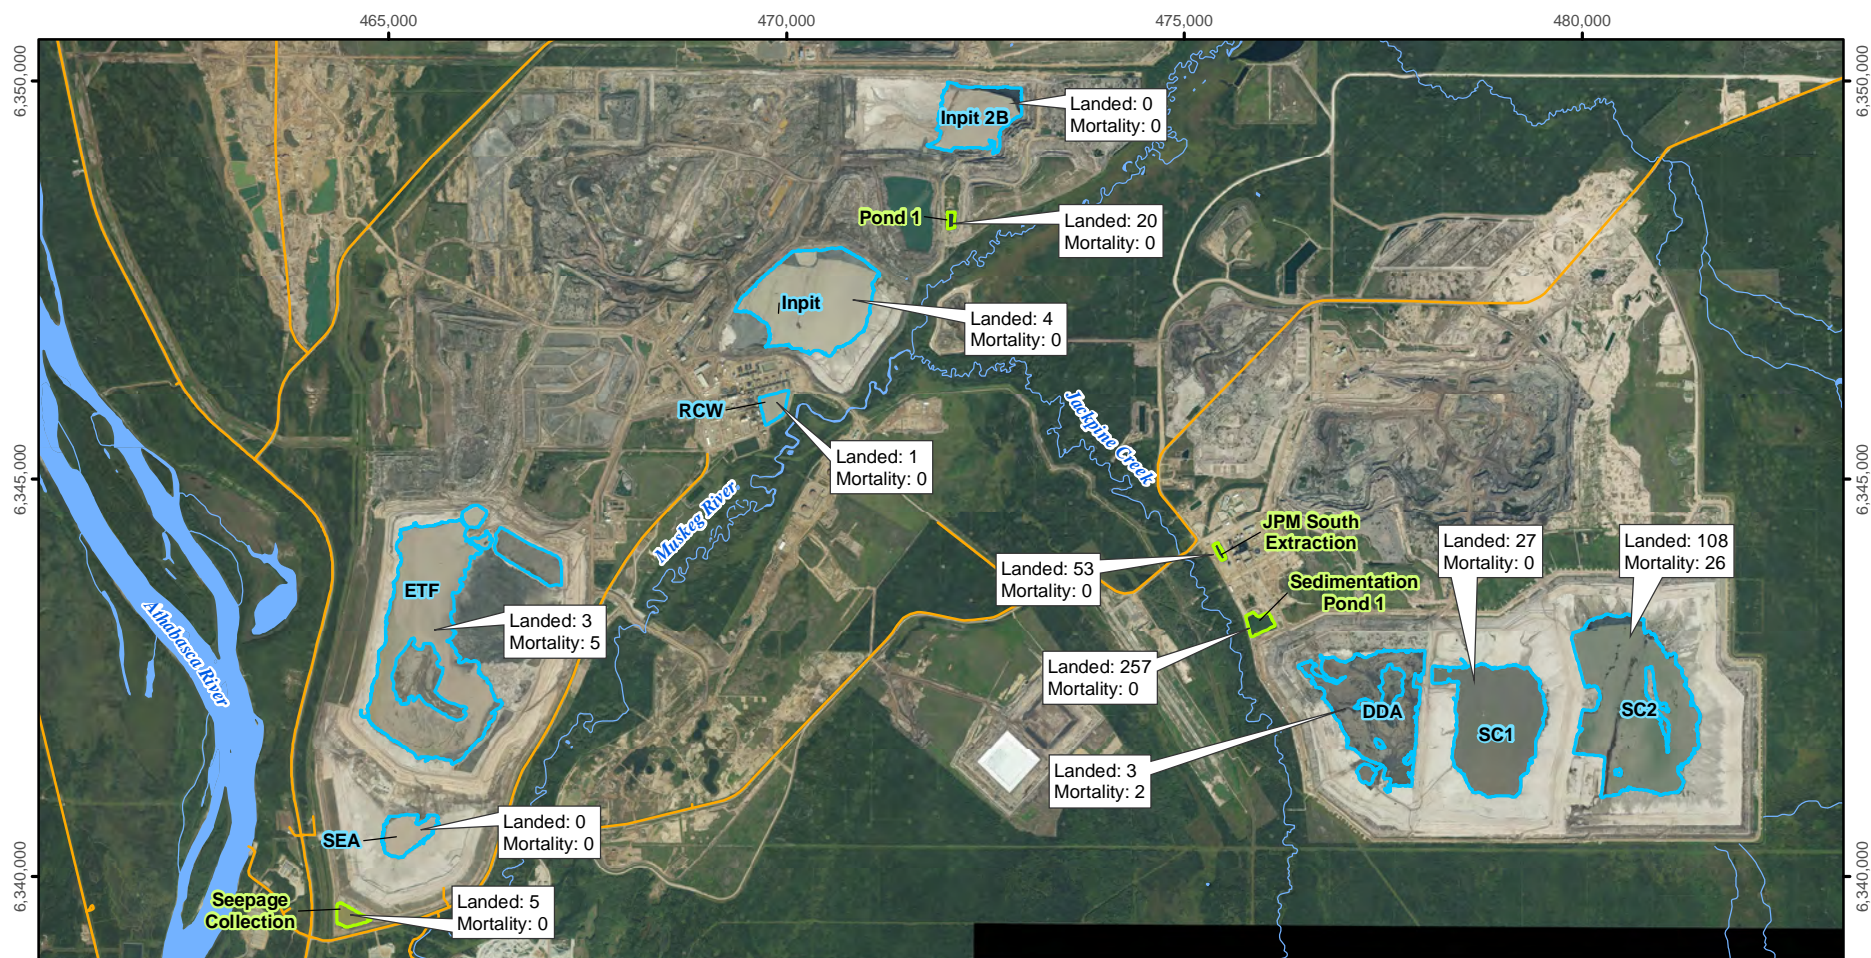 465,000
470,000
475,000
480,000
6,350,000
6,350,000
Inpit 2B
Landed: 0
Mortality: 0
Pond 1
Landed: 20
Mortality: 0
Inpit
Landed: 4
Mortality: 0
RCW
Landed: 1
Mortality: 0
Jackpine Creek
Muskeg River
6,345,000
6,345,000
JPM South
Extraction
Landed: 53
Mortality: 0
Landed: 27
Mortality: 0
Landed: 108
Mortality: 26
ETF
Landed: 3
Mortality: 5
Sedimentation
Pond 1
Landed: 257
Mortality: 0
Athabasca River
DDA
SC1
SC2
Landed: 3
Mortality: 2
SEA
Landed: 0
Mortality: 0
6,340,000
6,340,000
Seepage
Collection
Landed: 5
Mortality: 0